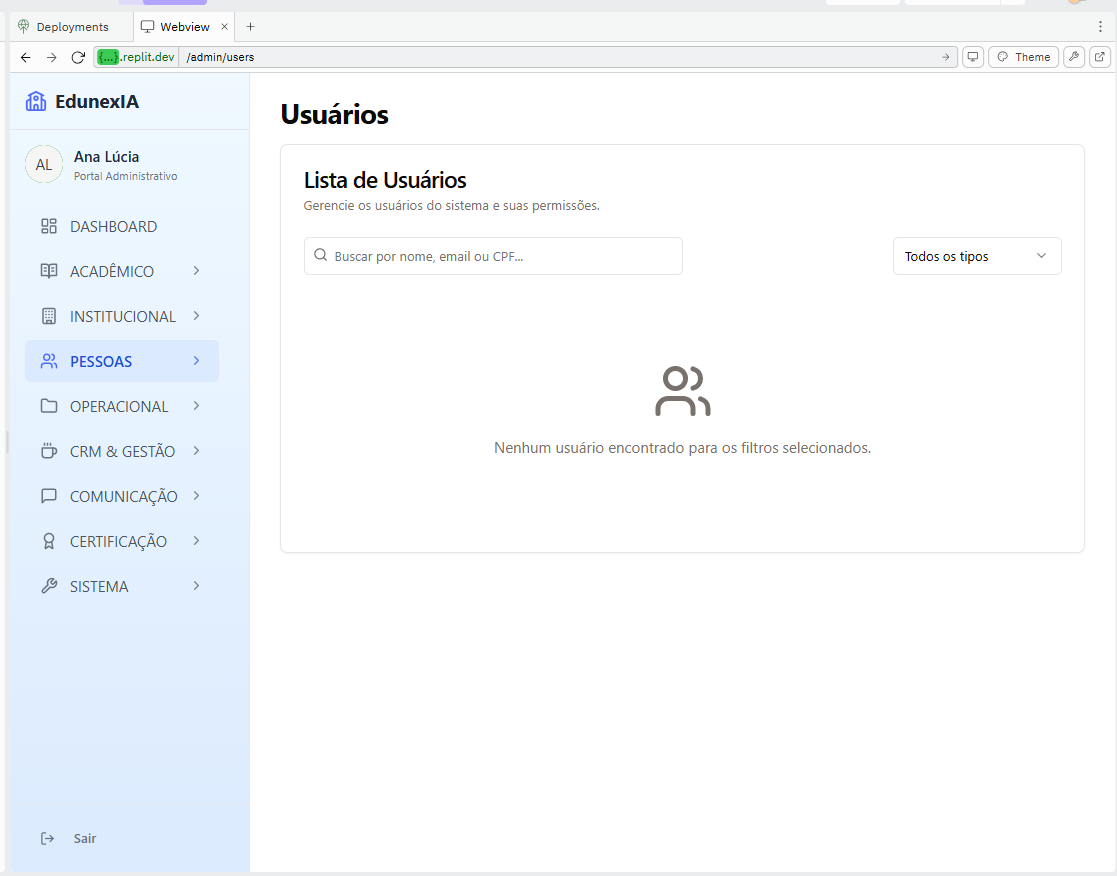 Deployments
Webview
{...}.replit.dev /admin/users
Theme
EdunexIA
AL
Ana Lúcia
Portal Administrativo
DASHBOARD
ACADÊMICO
INSTITUCIONAL
PESSOAS
OPERACIONAL
CRM & GESTÃO
COMUNICAÇÃO
CERTIFICAÇÃO
SISTEMA
Sair
Usuários
Lista de Usuários
Gerencie os usuários do sistema e suas permissões.
Buscar por nome, email ou CPF...
Todos os tipos
Nenhum usuário encontrado para os filtros selecionados.